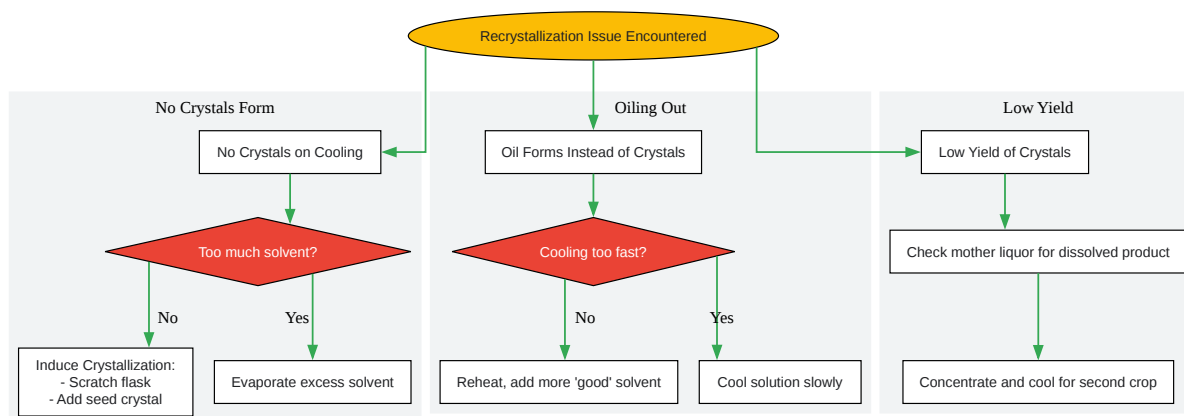 Recrystallization Issue Encountered
No Crystals Form
Oiling Out
Low Yield
No Crystals on Cooling
Oil Forms Instead of Crystals
Low Yield of Crystals
Too much solvent?
Cooling too fast?
Check mother liquor for dissolved product
No
Yes
No
Yes
Induce Crystallization:
- Scratch flask
- Add seed crystal
Evaporate excess solvent
Reheat, add more 'good' solvent
Cool solution slowly
Concentrate and cool for second crop